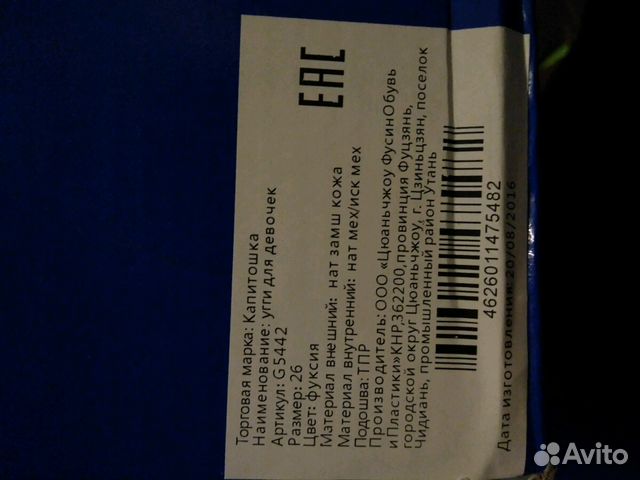 EAC
Торговая марка: Капитошка
Наименование: угги для девочек
Артикул: G5442
Размер: 26
Цвет: фуксия
Материал внешний: нат замш кожа
Материал внутренний: нат мех/иск мех
Подошва: ТПР
Производитель: ООО «Цюаньчжоу ФусинОбувь
и Пластики» КНР,362200,провинция Фуцзянь,
городской округ Цюаньчжоу, г. Цзиньцзян, поселок
Чидиань, промышленный район Утань
4626011475482
Дата изготовления: 20/08/2016
Avito